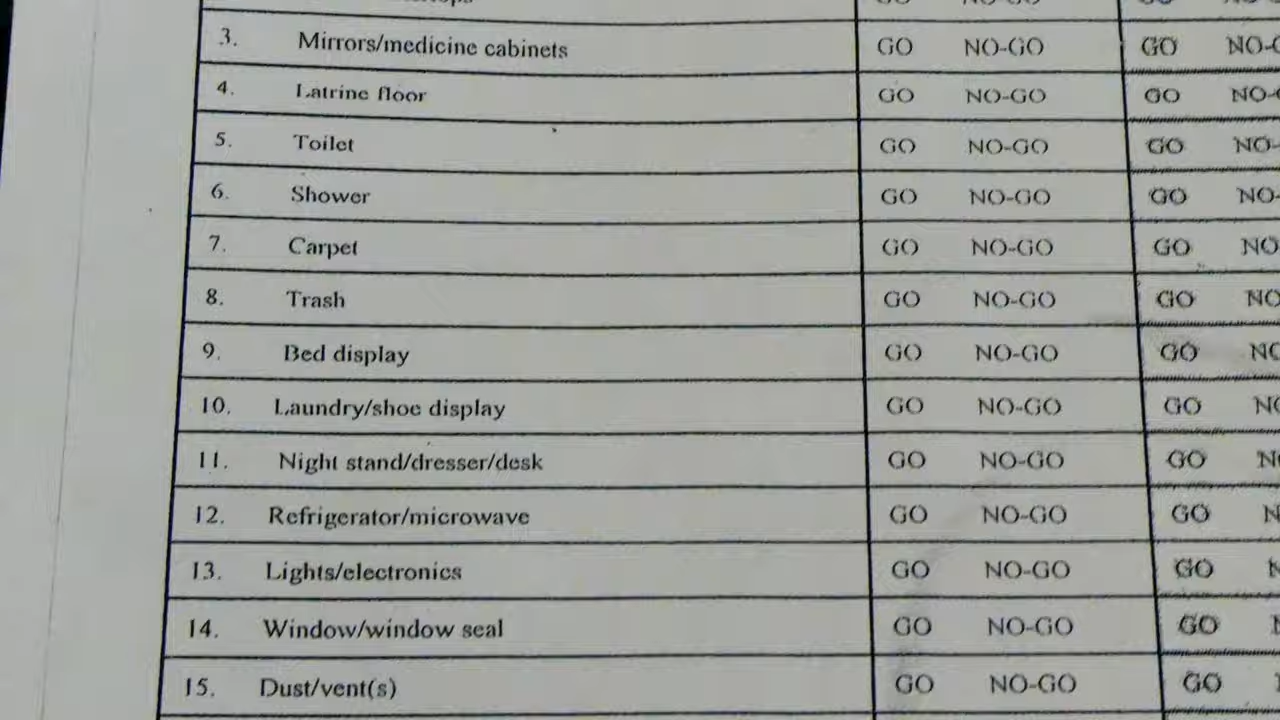 3. Mirrors/medicine cabinets GO NO-GO GO
4. Latrine floor GO NO-GO GO
5. Toilet GO NO-GO GO
6. Shower GO NO-GO GO
7. Carpet GO NO-GO GO NO
8. Trash GO NO-GO GO NO
9. Bed display GO NO-GO GO
10. Laundry/shoe display GO NO-GO GO
11. Night stand/dresser/desk GO NO-GO GO
12. Refrigerator/microwave GO NO-GO GO
13. Lights/electronics GO NO-GO GO
14. Window/window seal GO NO-GO GO
15. Dust/vent(s) GO NO-GO GO